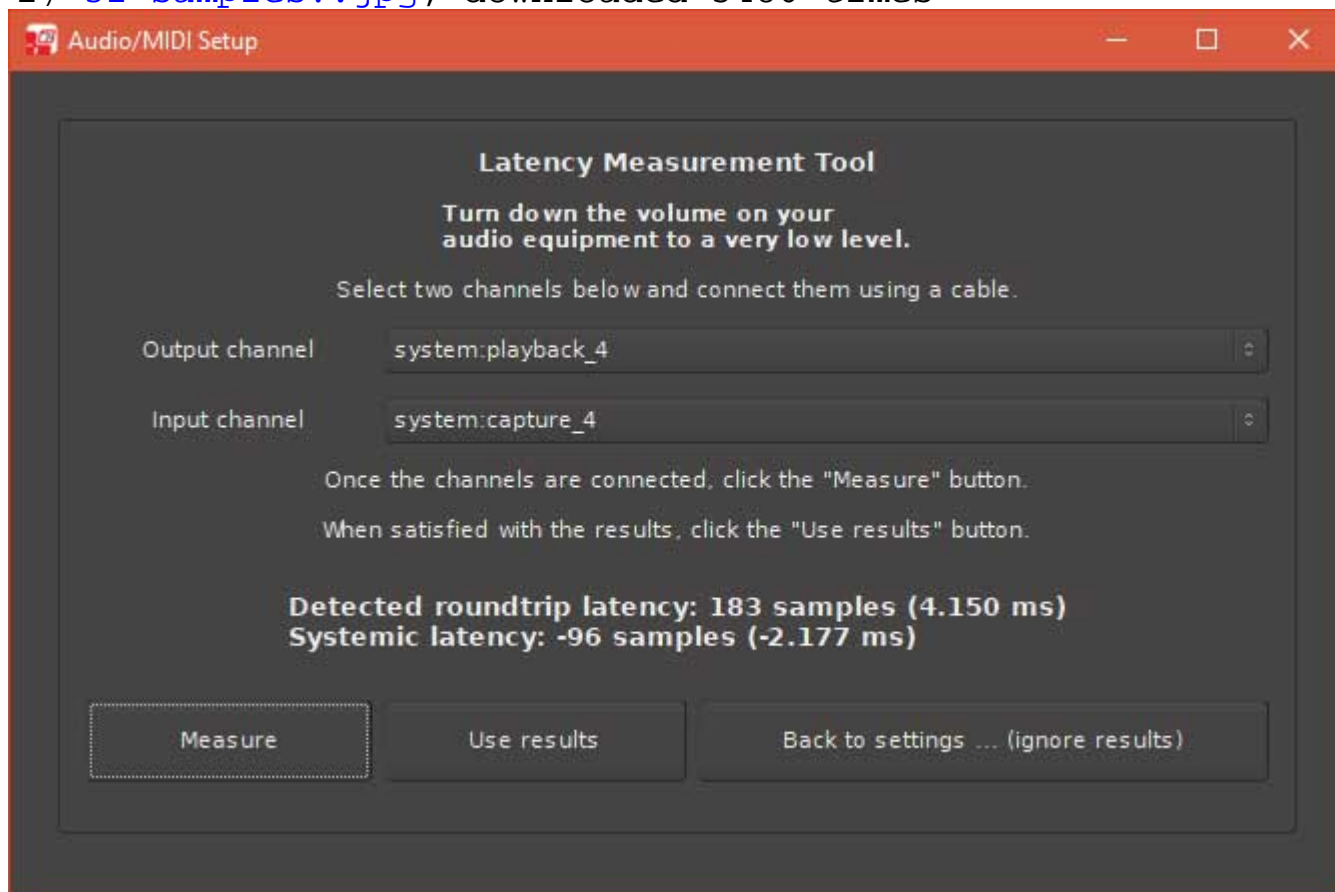 Audio/MIDI Setup
Latency Measurement Tool
Turn down the volume on your
audio equipment to a very low level.
Select two channels below and connect them using a cable.
Output channel system:playback_4
Input channel system:capture_4
Once the channels are connected, click the "Measure" button.
When satisfied with the results, click the "Use results" button.
Detected roundtrip latency: 183 samples (4.150 ms)
Systemic latency: -96 samples (-2.177 ms)
Measure Use results Back to settings ... (ignore results)